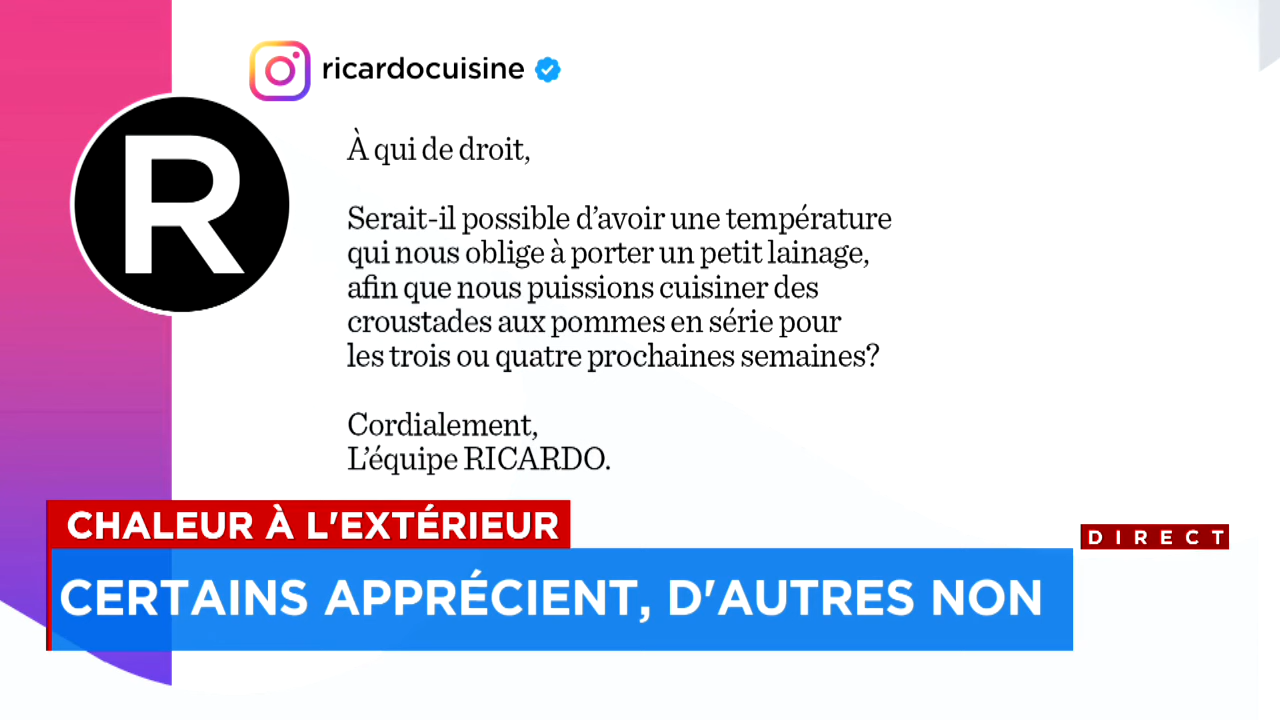 ricardocuisine
R
À qui de droit,
Serait-il possible d’avoir une température
qui nous oblige à porter un petit lainage,
afin que nous puissions cuisiner des
croustades aux pommes en série pour
les trois ou quatre prochaines semaines?
Cordialement,
L’équipe RICARDO.
CHALEUR À L'EXTÉRIEUR
DIRECT
CERTAINS APPRÉCIENT, D'AUTRES NON